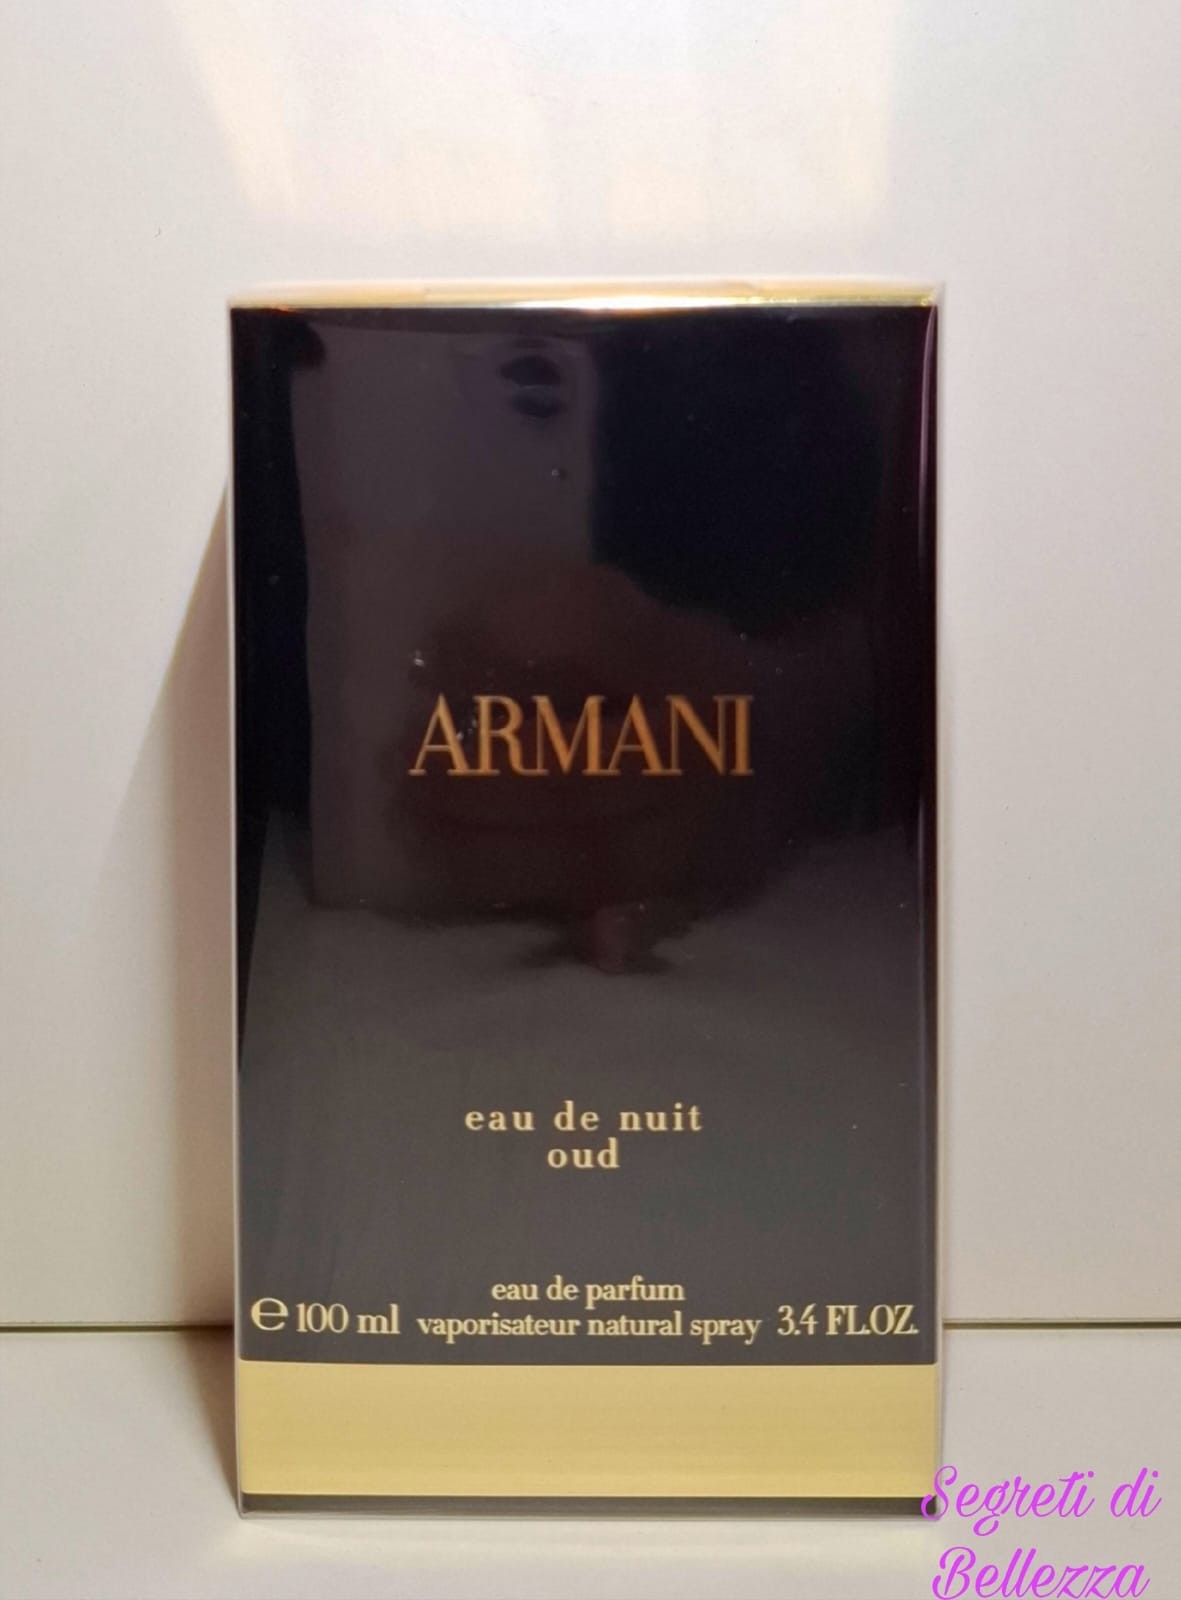 ARMANI
eau de nuit
oud
eau de parfum
℮ 100 ml vaporisateur natural spray 3.4 FL.OZ.
Segreti di
Bellezza